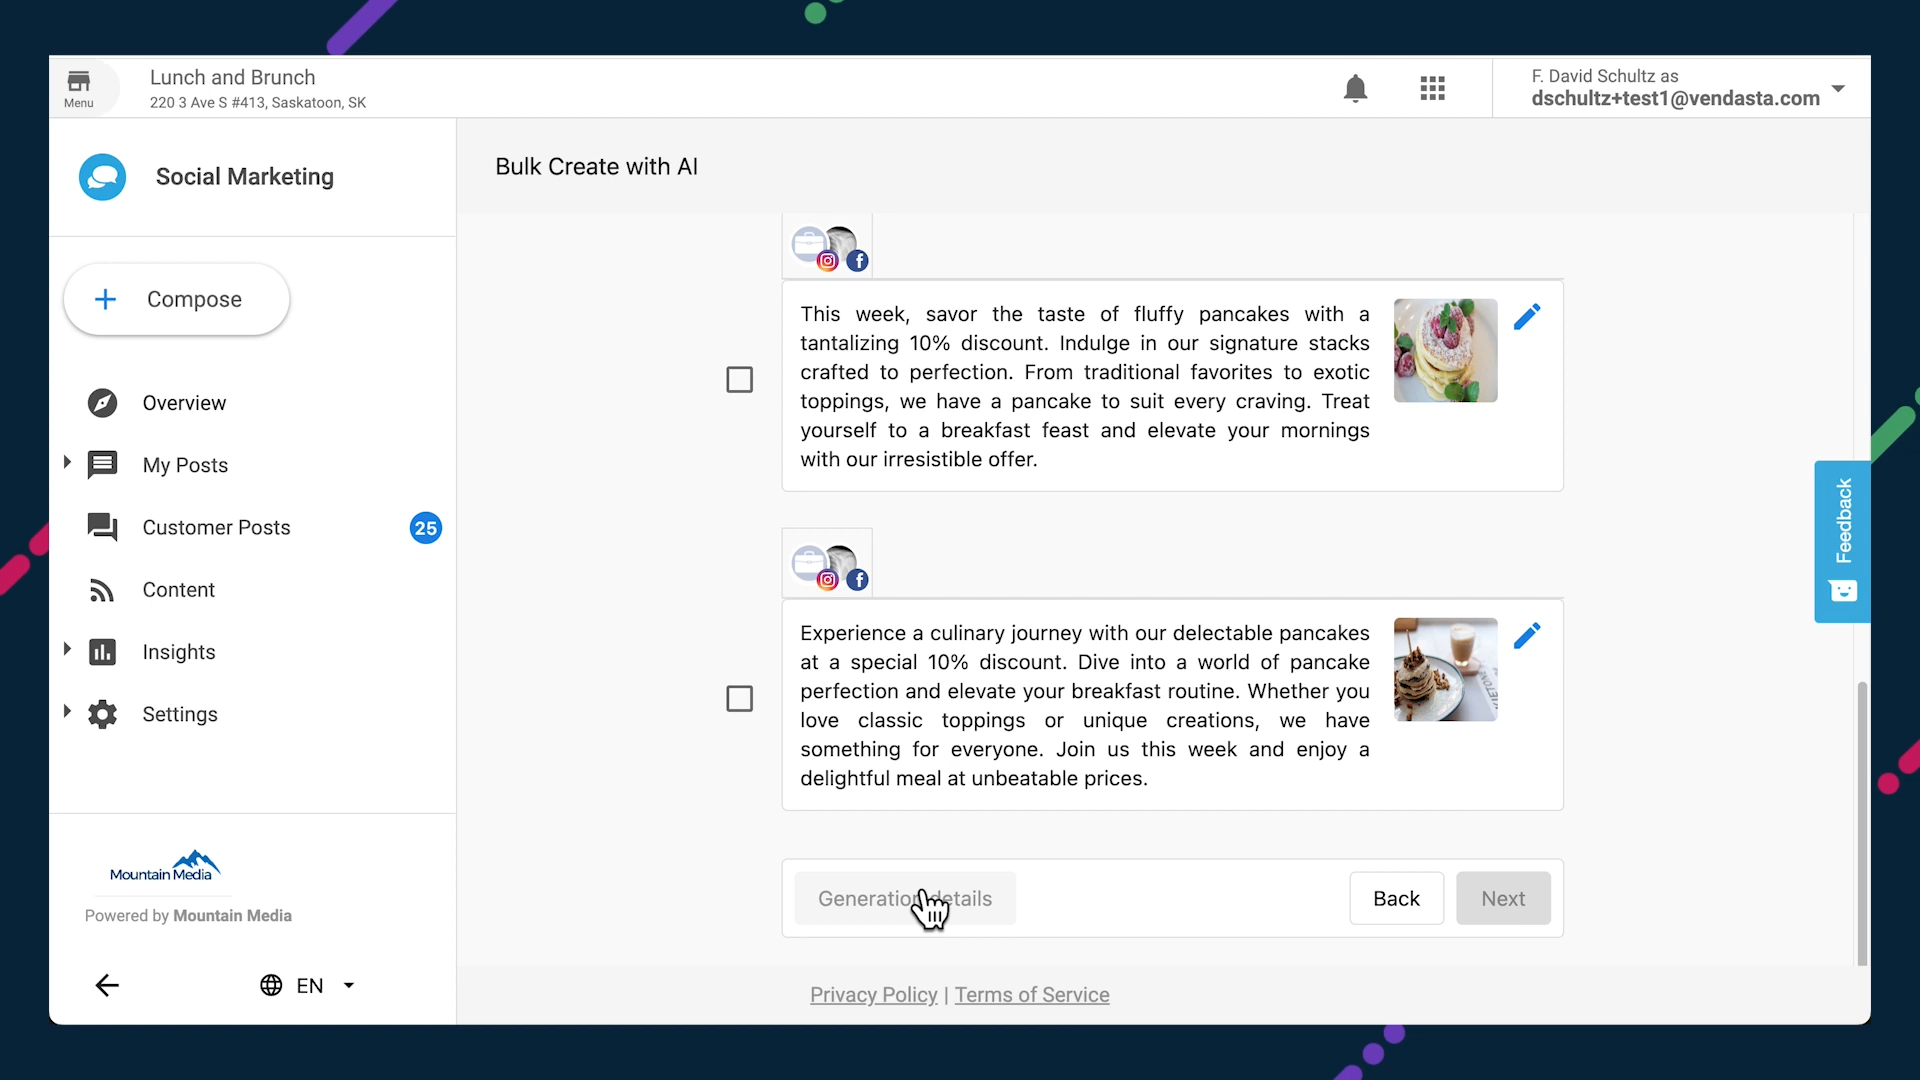 Menu
Lunch and Brunch
220 3 Ave S #413, Saskatoon, SK
F. David Schultz as
dschultz+test1@vendasta.com
Social Marketing
Bulk Create with AI
Compose
Overview
My Posts
Customer Posts
25
Content
Insights
Settings
This week, savor the taste of fluffy pancakes with a
tantalizing 10% discount. Indulge in our signature stacks
crafted to perfection. From traditional favorites to exotic
toppings, we have a pancake to suit every craving. Treat
yourself to a breakfast feast and elevate your mornings
with our irresistible offer.
Experience a culinary journey with our delectable pancakes
at a special 10% discount. Dive into a world of pancake
perfection and elevate your breakfast routine. Whether you
love classic toppings or unique creations, we have
something for everyone. Join us this week and enjoy a
delightful meal at unbeatable prices.
Feedback
Generation details
Back
Next
Mountain Media
Powered by Mountain Media
EN
Privacy Policy | Terms of Service